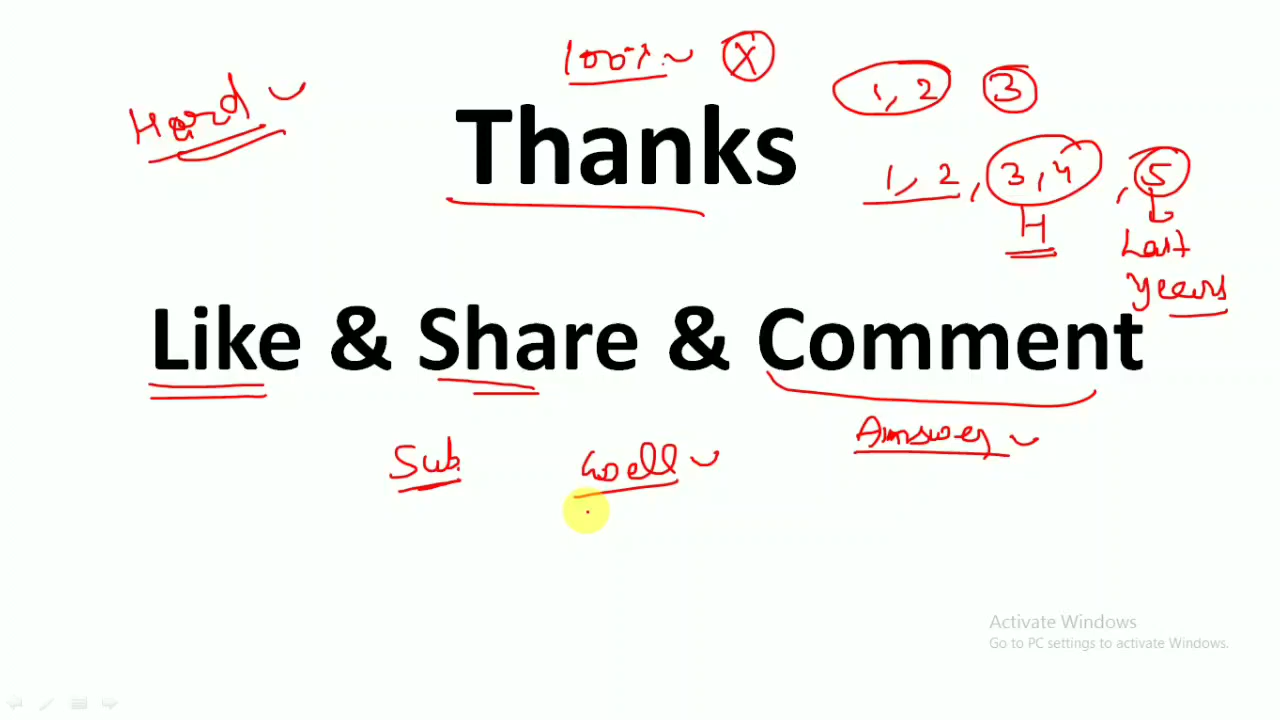 100%
X
1, 2
3
Hard
Thanks
1, 2, 3, 4, 5
H
Last
years
Like & Share & Comment
Answer
Sub
Activate Windows
Go to PC settings to activate Windows.